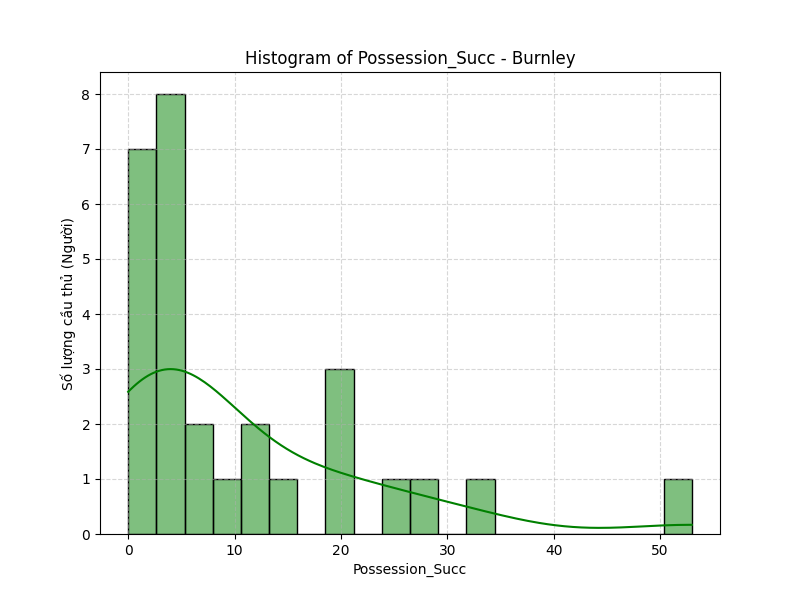 Histogram of Possession_Succ - Burnley
Số lượng cầu thủ (Người)
8
7
6
5
4
3
2
1
0
0 10 20 30 40 50
Possession_Succ